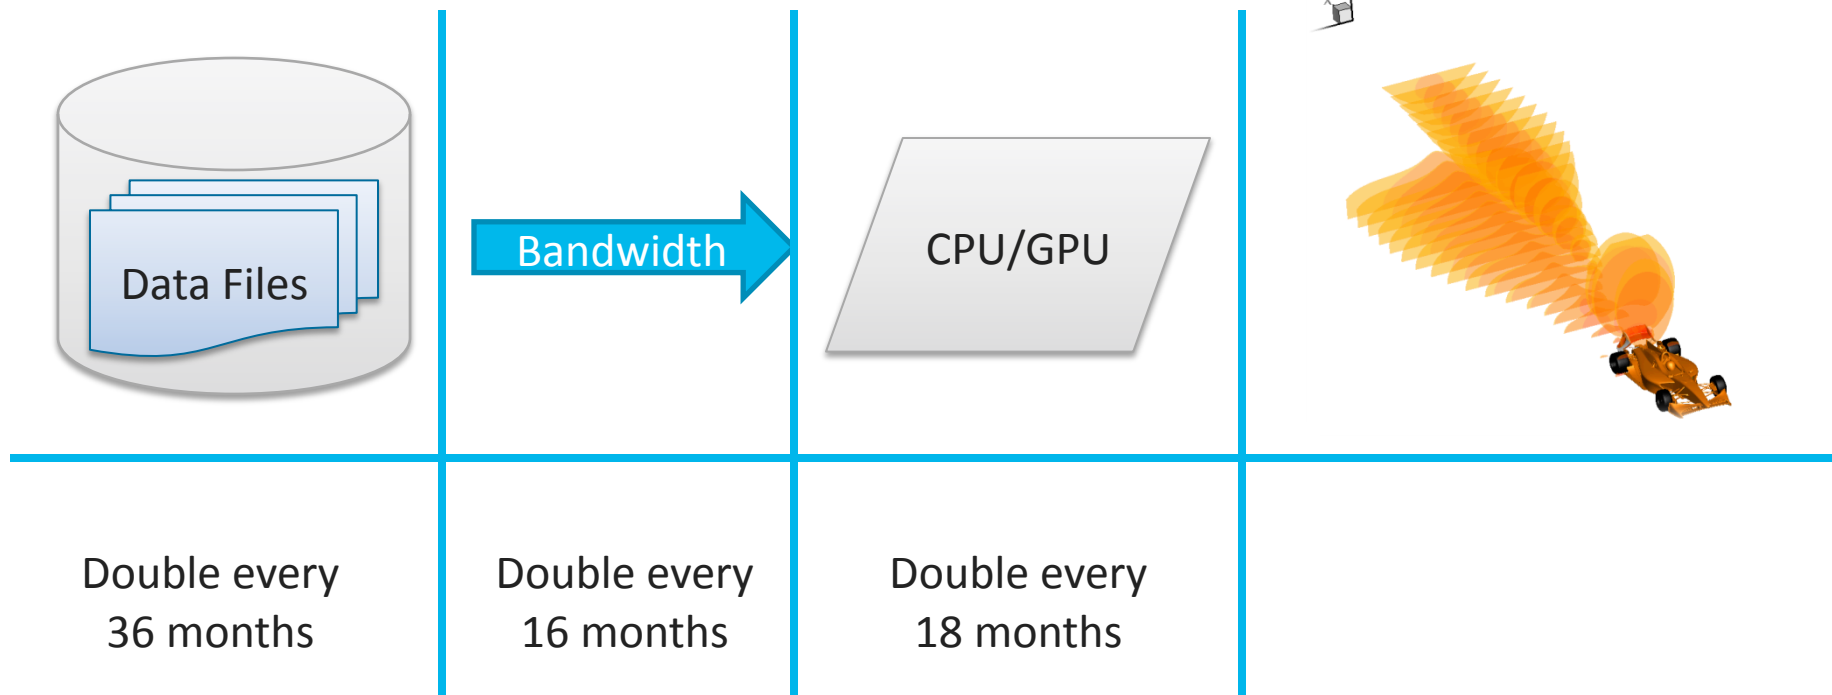 Data Files
Bandwidth
CPU/GPU
Double every
36 months
Double every
16 months
Double every
18 months